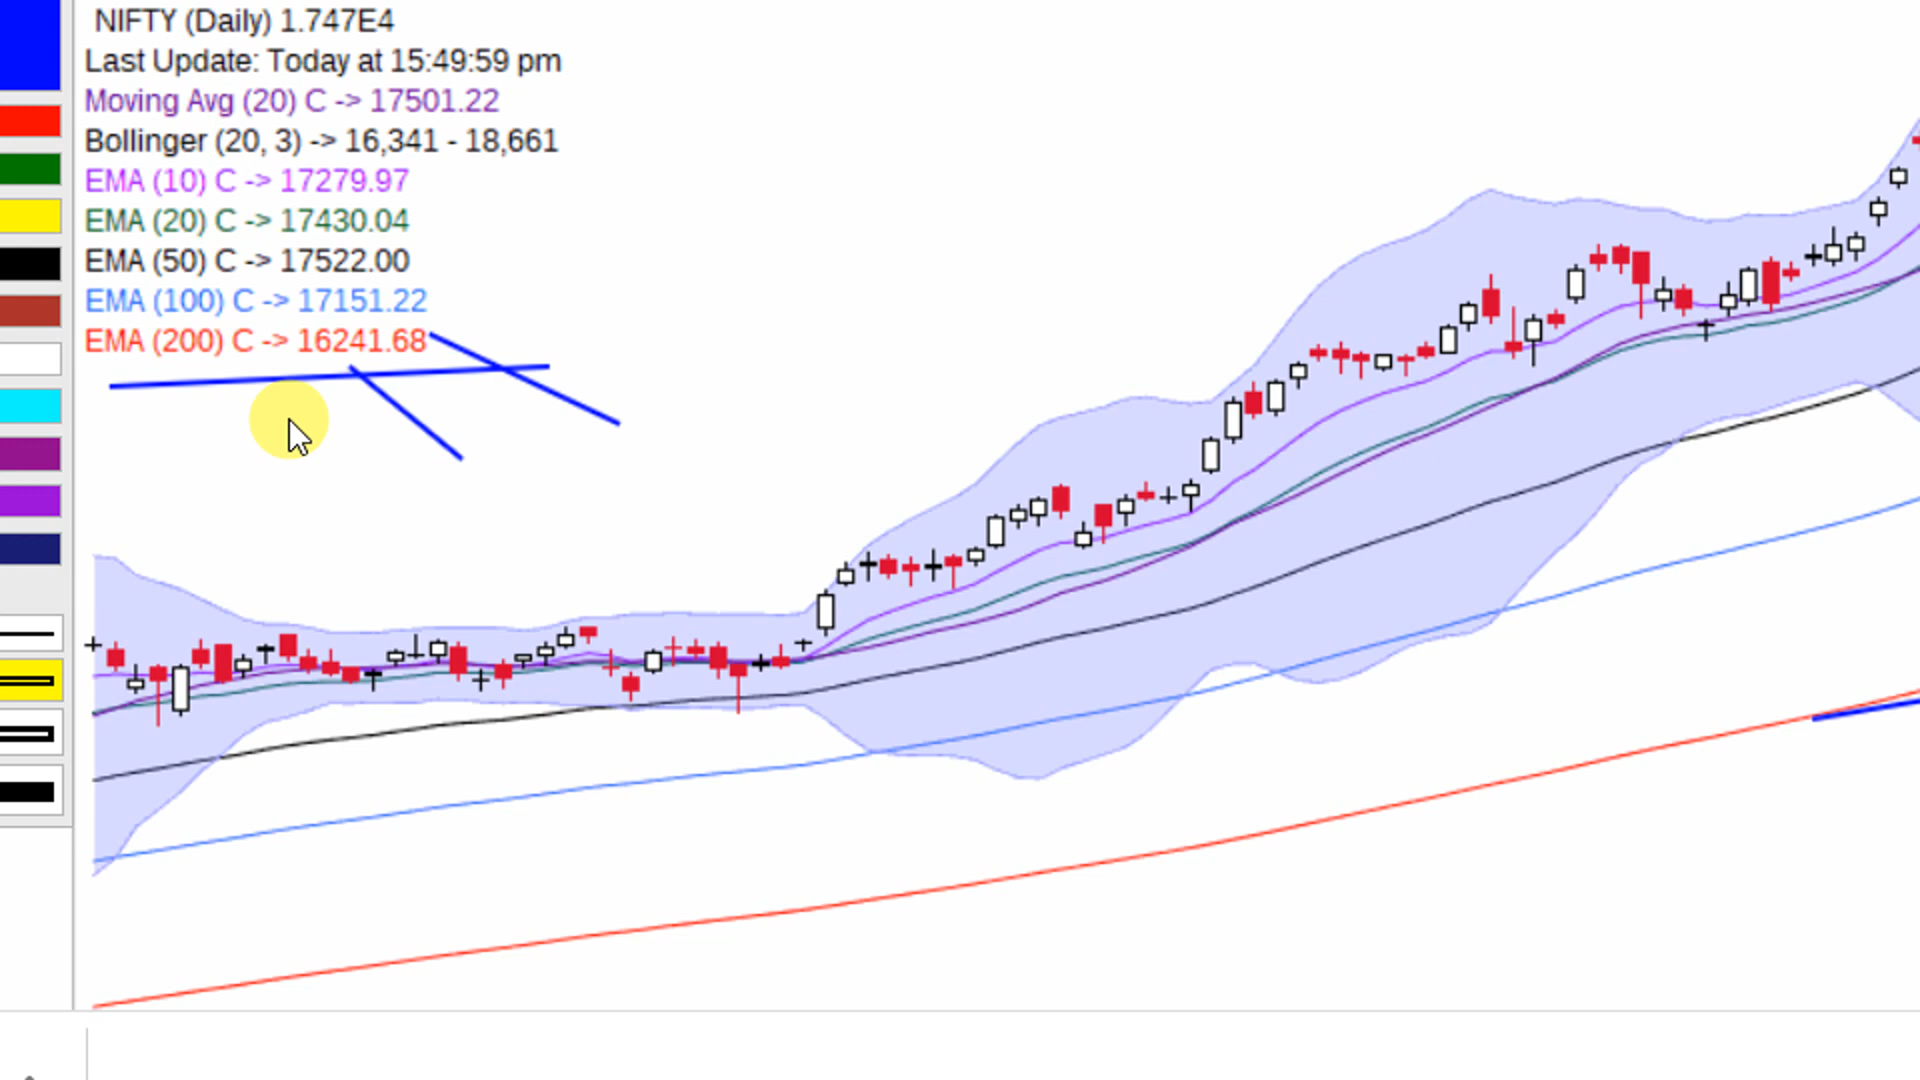 NIFTY (Daily) 1.747E4
Last Update: Today at 15:49:59 pm
Moving Avg (20) C -> 17501.22
Bollinger (20, 3) -> 16,341 - 18,661
EMA (10) C -> 17279.97
EMA (20) C -> 17430.04
EMA (50) C -> 17522.00
EMA (100) C -> 17151.22
EMA (200) C -> 16241.68